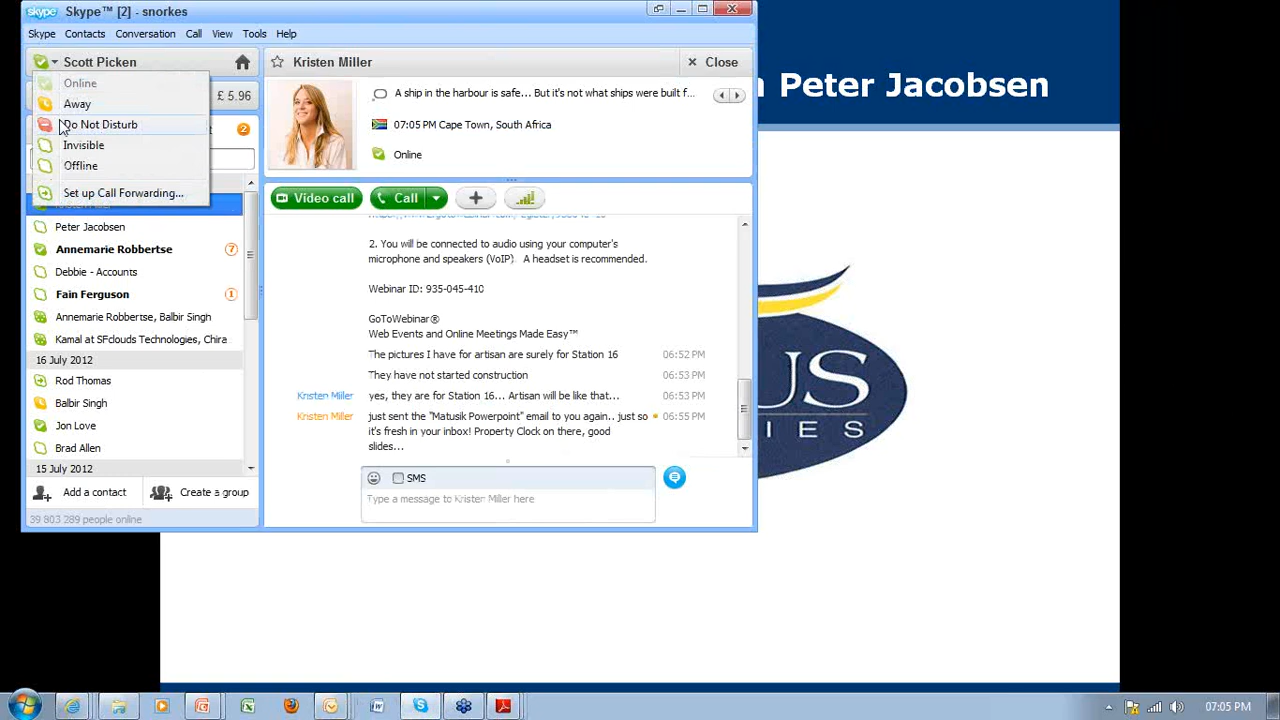 Skype™ [2] - snorkes
Skype Contacts Conversation Call View Tools Help
Scott Picken
Online
Away
Do Not Disturb
Invisible
Offline
Set up Call Forwarding...
£ 5.96
2
Peter Jacobsen
Annemarie Robbertse 7
Debbie - Accounts
Fain Ferguson 1
Annemarie Robbertse, Balbir Singh
Kamal at SFclouds Technologies, Chira
16 July 2012
Rod Thomas
Balbir Singh
Jon Love
Brad Allen
15 July 2012
Add a contact Create a group
39 803 289 people online
Kristen Miller Close
A ship in the harbour is safe... But it's not what ships were built f...
07:05 PM Cape Town, South Africa
Online
Video call Call
2. You will be connected to audio using your computer's
microphone and speakers (VoIP). A headset is recommended.
Webinar ID: 935-045-410
GoToWebinar®
Web Events and Online Meetings Made Easy™
The pictures I have for artisan are surely for Station 16 06:52 PM
They have not started construction 06:53 PM
Kristen Miller yes, they are for Station 16... Artisan will be like that... 06:53 PM
Kristen Miller just sent the "Matusik Powerpoint" email to you again.. just so 06:55 PM
it's fresh in your inbox! Property Clock on there, good
slides...
SMS
Type a message to Kristen Miller here
n Peter Jacobsen
US
IES
07:05 PM